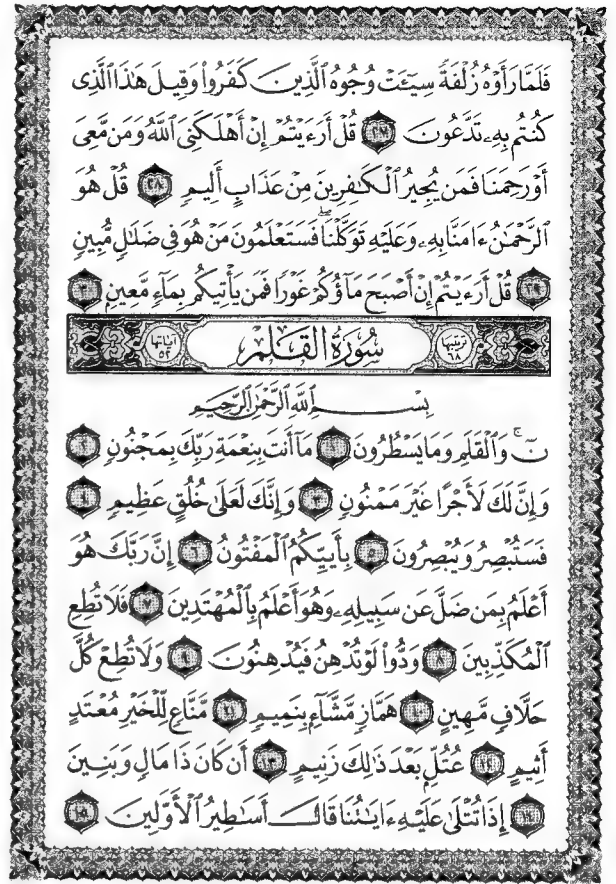 فَلَمَّا رَأَوْهُ زُلْفَةً سِيٓـَٔتْ وُجُوهُ ٱلَّذِينَ كَفَرُوا۟ وَقِيلَ هَٰذَا ٱلَّذِى
كُنتُم بِهِۦ تَدَّعُونَ ٢٧ قُلْ أَرَءَيْتُمْ إِنْ أَهْلَكَنِىَ ٱللَّهُ وَمَن مَّعِىَ
أَوْ رَحِمَنَا فَمَن يُجِيرُ ٱلْكَٰفِرِينَ مِنْ عَذَابٍ أَلِيمٍ ٢٨ قُلْ هُوَ
ٱلرَّحْمَٰنُ ءَامَنَّا بِهِۦ وَعَلَيْهِ تَوَكَّلْنَا ۖ فَسَتَعْلَمُونَ مَنْ هُوَ فِى ضَلَٰلٍ مُّبِينٍ
٢٩ قُلْ أَرَءَيْتُمْ إِنْ أَصْبَحَ مَآؤُكُمْ غَوْرًا فَمَن يَأْتِيكُم بِمَآءٍ مَّعِينٍ ٣٠
ترتيبها ٦٨ سُورَةُ القَلَمِ آياتها ٥٢
بِسْمِ ٱللَّهِ ٱلرَّحْمَٰنِ ٱلرَّحِيمِ
نٓ ۚ وَٱلْقَلَمِ وَمَا يَسْطُرُونَ ١ مَآ أَنتَ بِنِعْمَةِ رَبِّكَ بِمَجْنُونٍ ٢
وَإِنَّ لَكَ لَأَجْرًا غَيْرَ مَمْنُونٍ ٣ وَإِنَّكَ لَعَلَىٰ خُلُقٍ عَظِيمٍ ٤
فَسَتُبْصِرُ وَيُبْصِرُونَ ٥ بِأَييِّكُمُ ٱلْمَفْتُونُ ٦ إِنَّ رَبَّكَ هُوَ
أَعْلَمُ بِمَن ضَلَّ عَن سَبِيلِهِۦ وَهُوَ أَعْلَمُ بِٱلْمُهْتَدِينَ ٧ فَلَا تُطِعِ
ٱلْمُكَذِّبِينَ ٨ وَدُّوا۟ لَوْ تُدْهِنُ فَيُدْهِنُونَ ٩ وَلَا تُطِعْ كُلَّ
حَلَّافٍ مَّهِينٍ ١٠ هَمَّازٍ مَّشَّآءٍۭ بِنَمِيمٍ ١١ مَّنَّاعٍ لِّلْخَيْرِ مُعْتَدٍ
أَثِيمٍ ١٢ عُتُلٍّۭ بَعْدَ ذَٰلِكَ زَنِيمٍ ١٣ أَن كَانَ ذَا مَالٍ وَبَنِينَ
١٤ إِذَا تُتْلَىٰ عَلَيْهِ ءَايَٰتُنَا قَالَ أَسَٰطِيرُ ٱلْأَوَّلِينَ ١٥